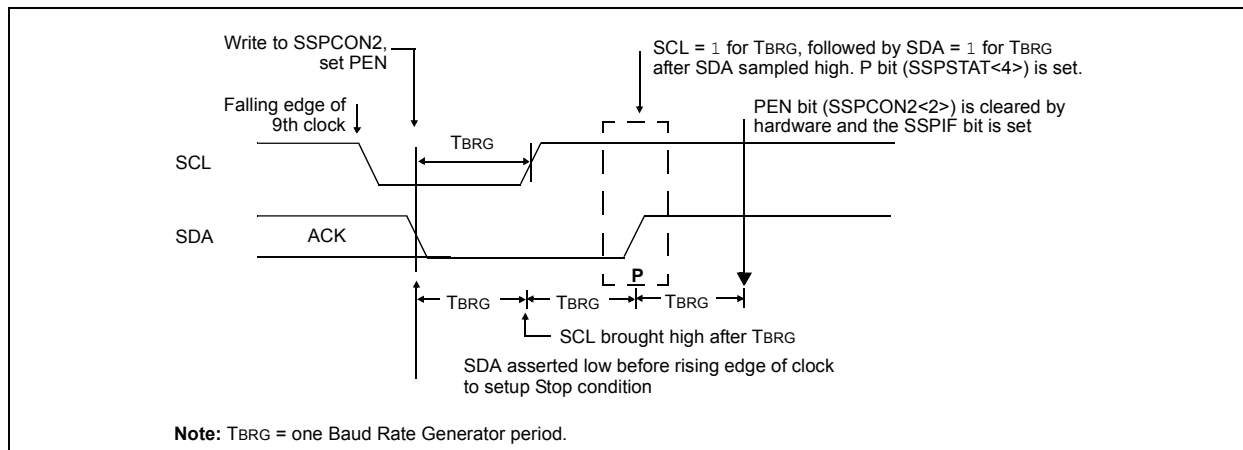 Write to SSPCON2,
set PEN
SCL = 1 for TBRG, followed by SDA = 1 for TBRG
after SDA sampled high. P bit (SSPSTAT<4>) is set.
Falling edge of
9th clock
PEN bit (SSPCON2<2>) is cleared by
hardware and the SSPIF bit is set
TBRG
SCL
SDA
ACK
P
TBRG
TBRG
TBRG
SCL brought high after TBRG
SDA asserted low before rising edge of clock
to setup Stop condition
Note: TBRG = one Baud Rate Generator period.